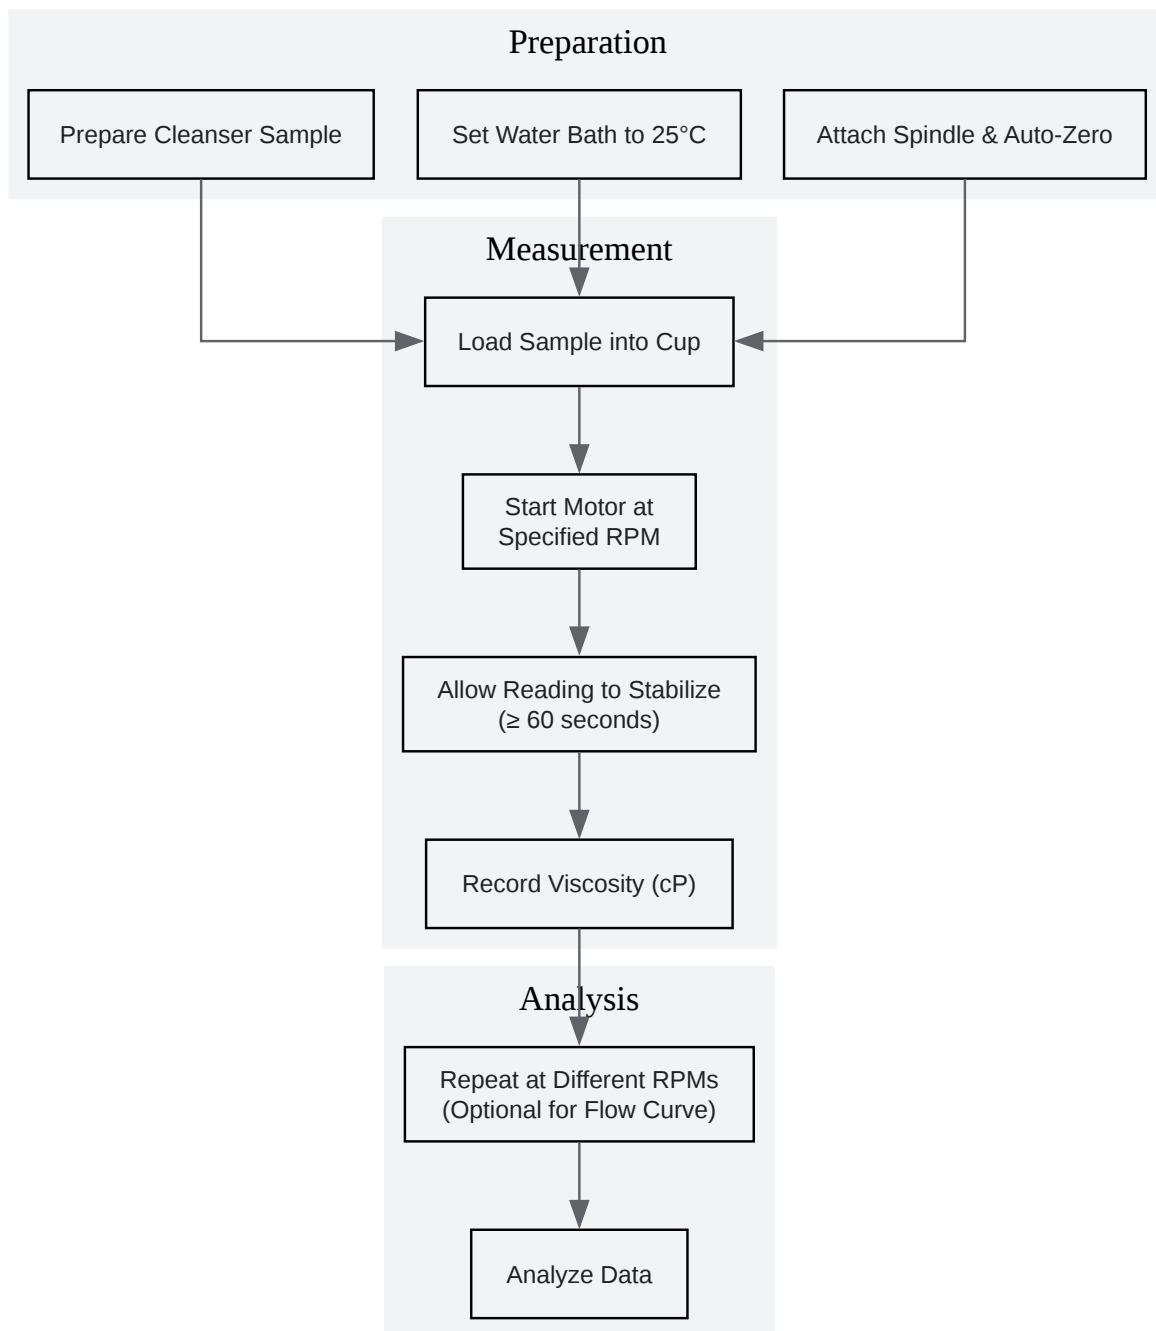 Preparation
Prepare Cleanser Sample
Set Water Bath to 25°C
Attach Spindle & Auto-Zero
Measurement
Load Sample into Cup
Start Motor at
Specified RPM
Allow Reading to Stabilize
(≥ 60 seconds)
Record Viscosity (cP)
Analysis
Repeat at Different RPMs
(Optional for Flow Curve)
Analyze Data